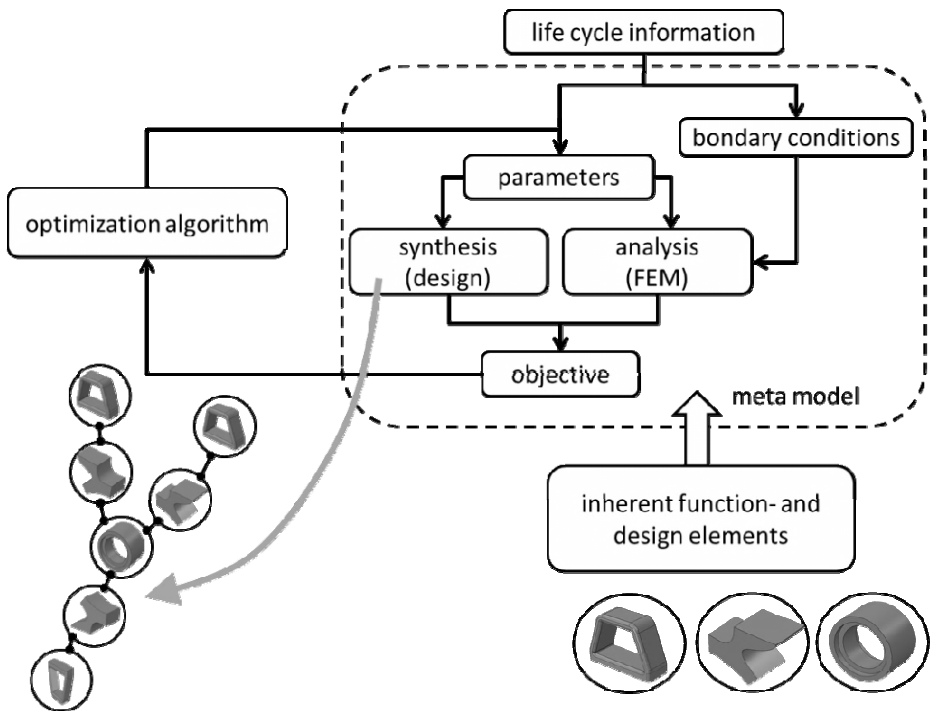 life cycle information
bondary conditions
parameters
optimization algorithm
synthesis
(design)
analysis
(FEM)
objective
meta model
inherent function- and
design elements